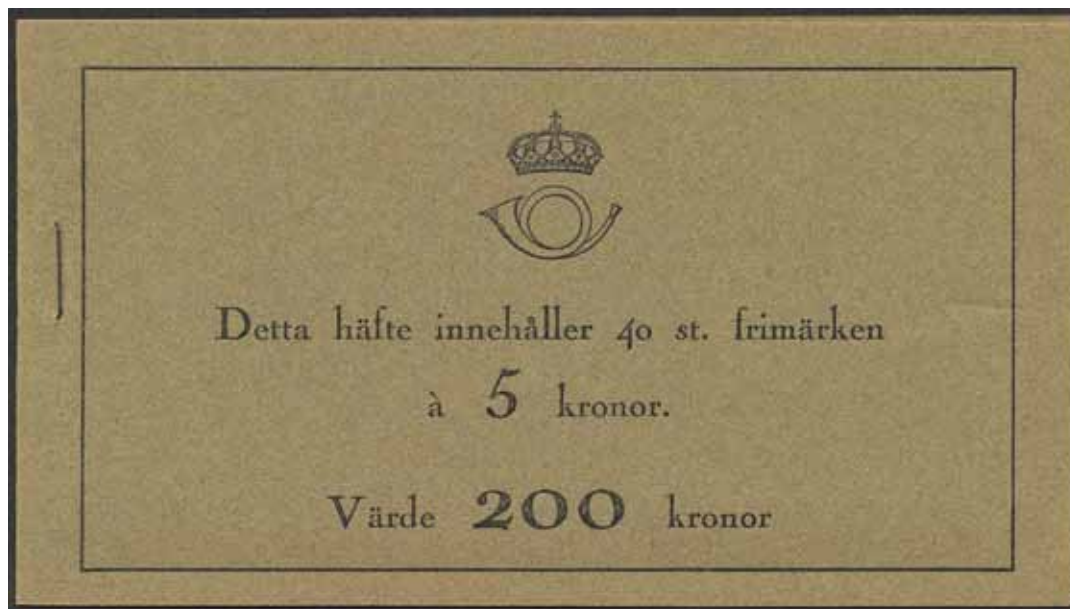 Detta häfte innehåller 40 st. frimärken
à 5 kronor.
Värde 200 kronor